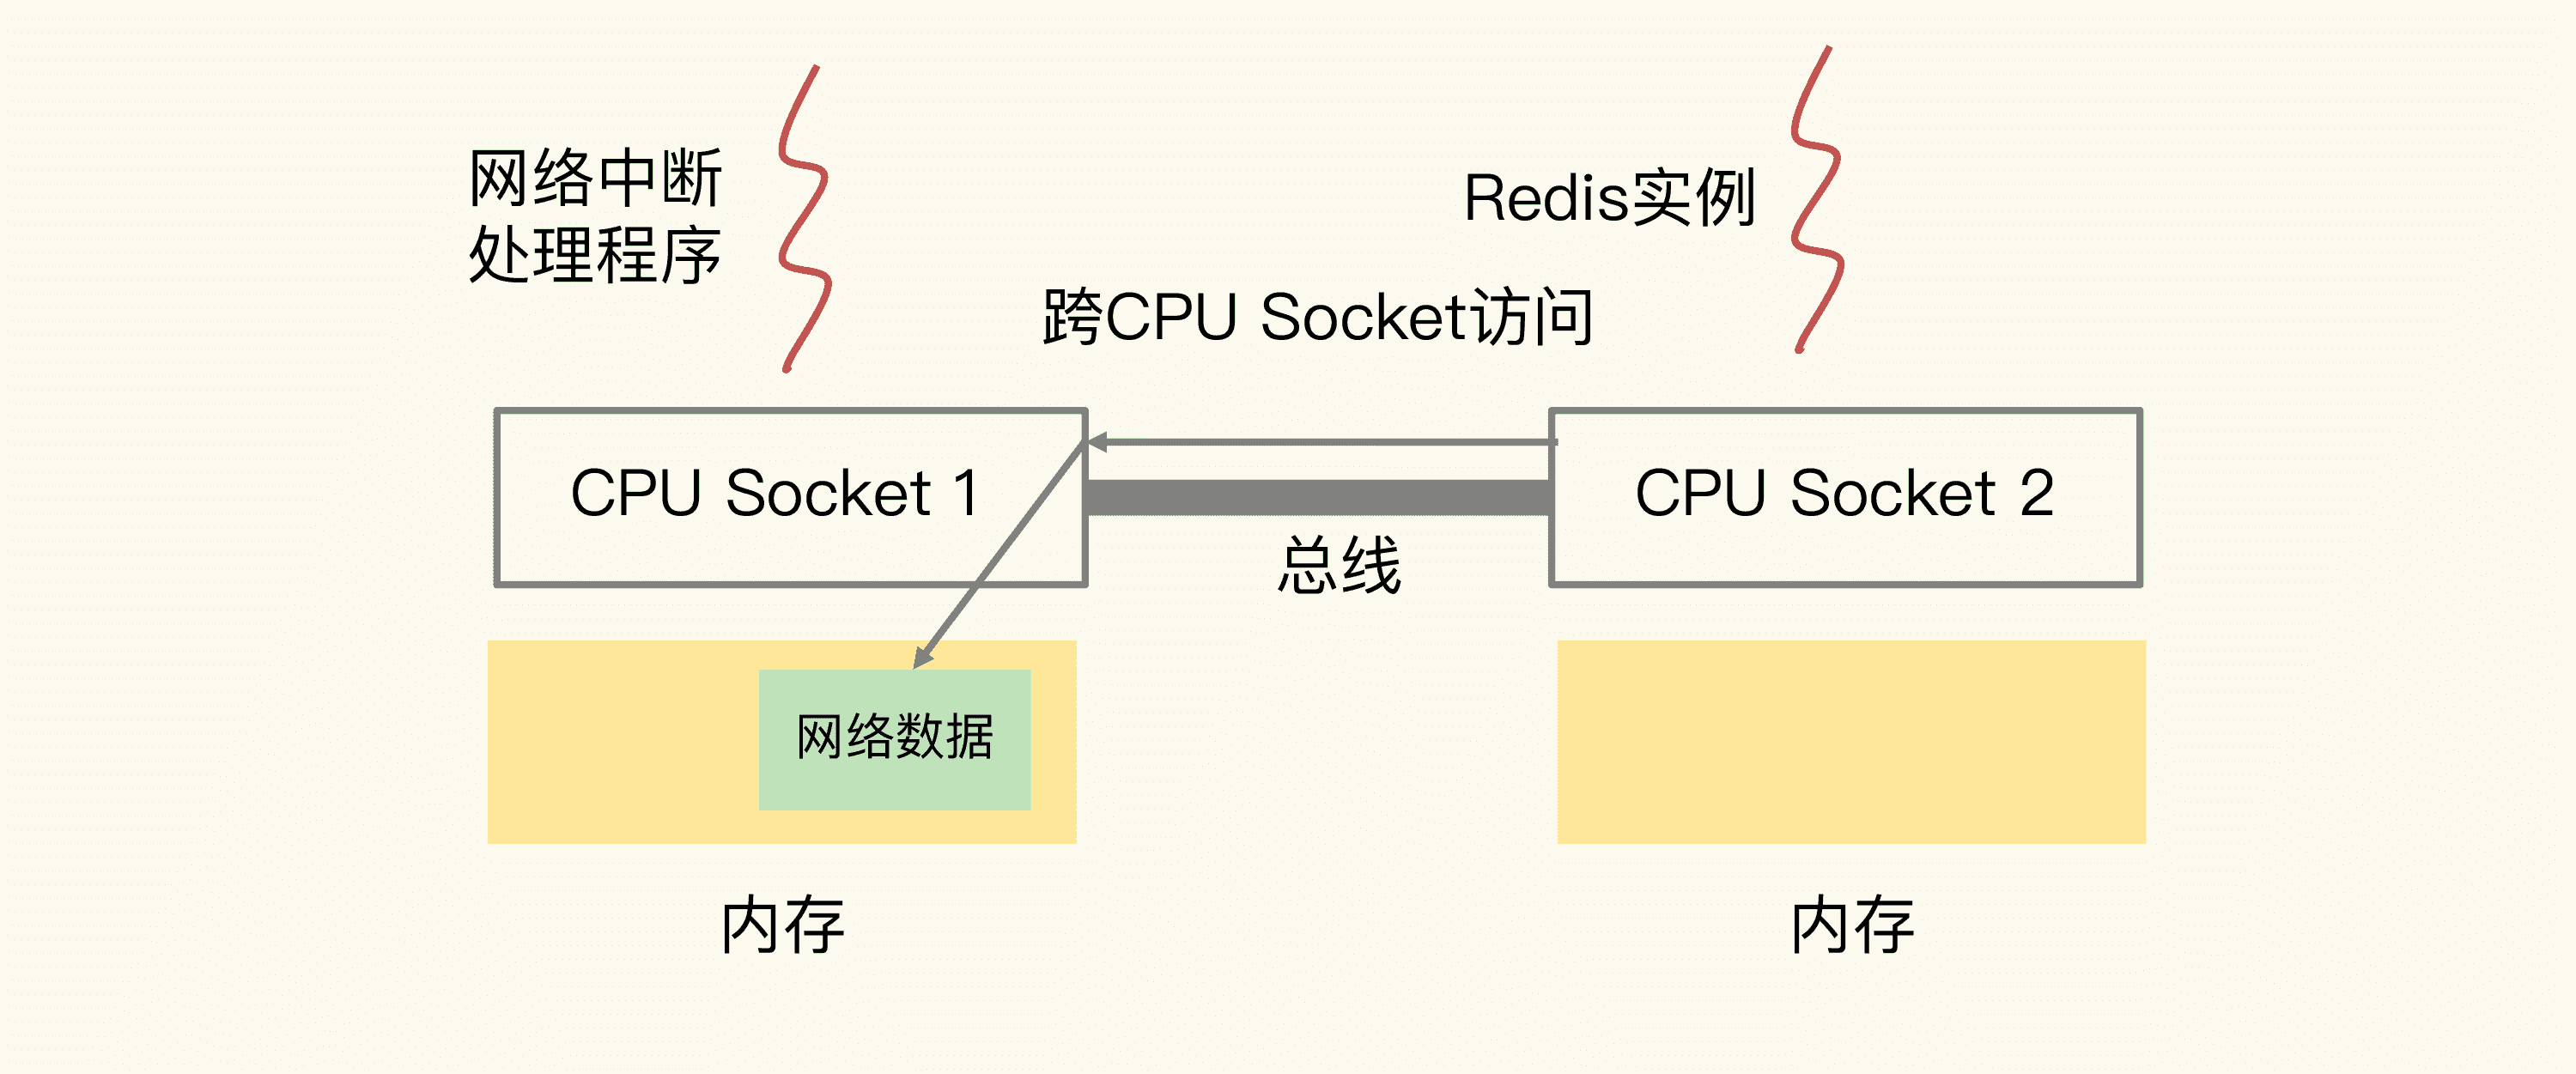 网络中断
处理程序
Redis实例
跨CPU Socket访问
CPU Socket 1
CPU Socket 2
总线
网络数据
内存
内存